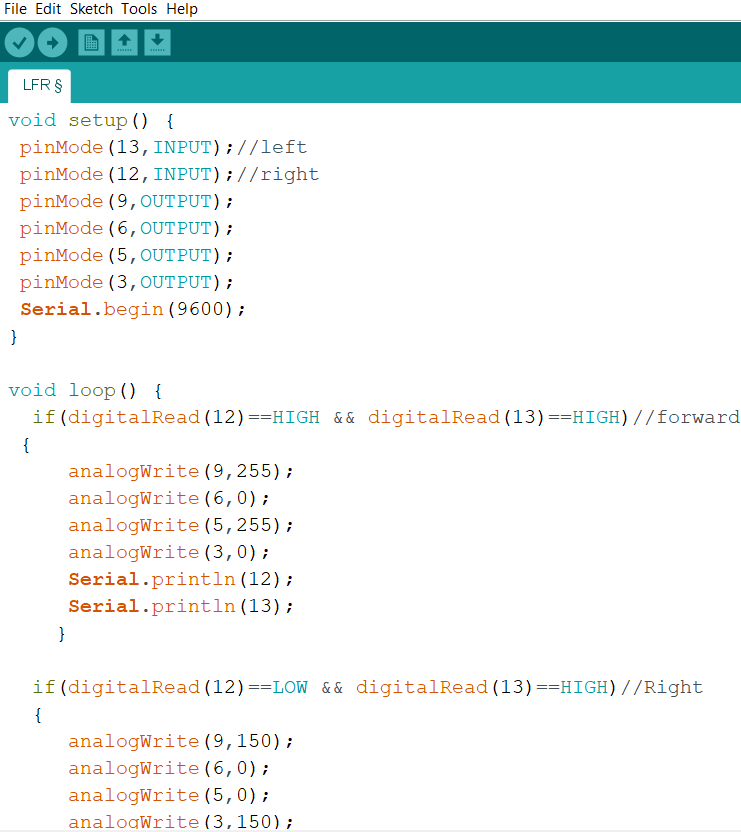 File Edit Sketch Tools Help
LFR §
void setup() {
 pinMode(13,INPUT);//left
 pinMode(12,INPUT);//right
 pinMode(9,OUTPUT);
 pinMode(6,OUTPUT);
 pinMode(5,OUTPUT);
 pinMode(3,OUTPUT);
 Serial.begin(9600);
}
void loop() {
  if(digitalRead(12)==HIGH && digitalRead(13)==HIGH)//forward
 {
     analogWrite(9,255);
     analogWrite(6,0);
     analogWrite(5,255);
     analogWrite(3,0);
     Serial.println(12);
     Serial.println(13);
    }
  if(digitalRead(12)==LOW && digitalRead(13)==HIGH)//Right
  {
     analogWrite(9,150);
     analogWrite(6,0);
     analogWrite(5,0);
     analogWrite(3,150);